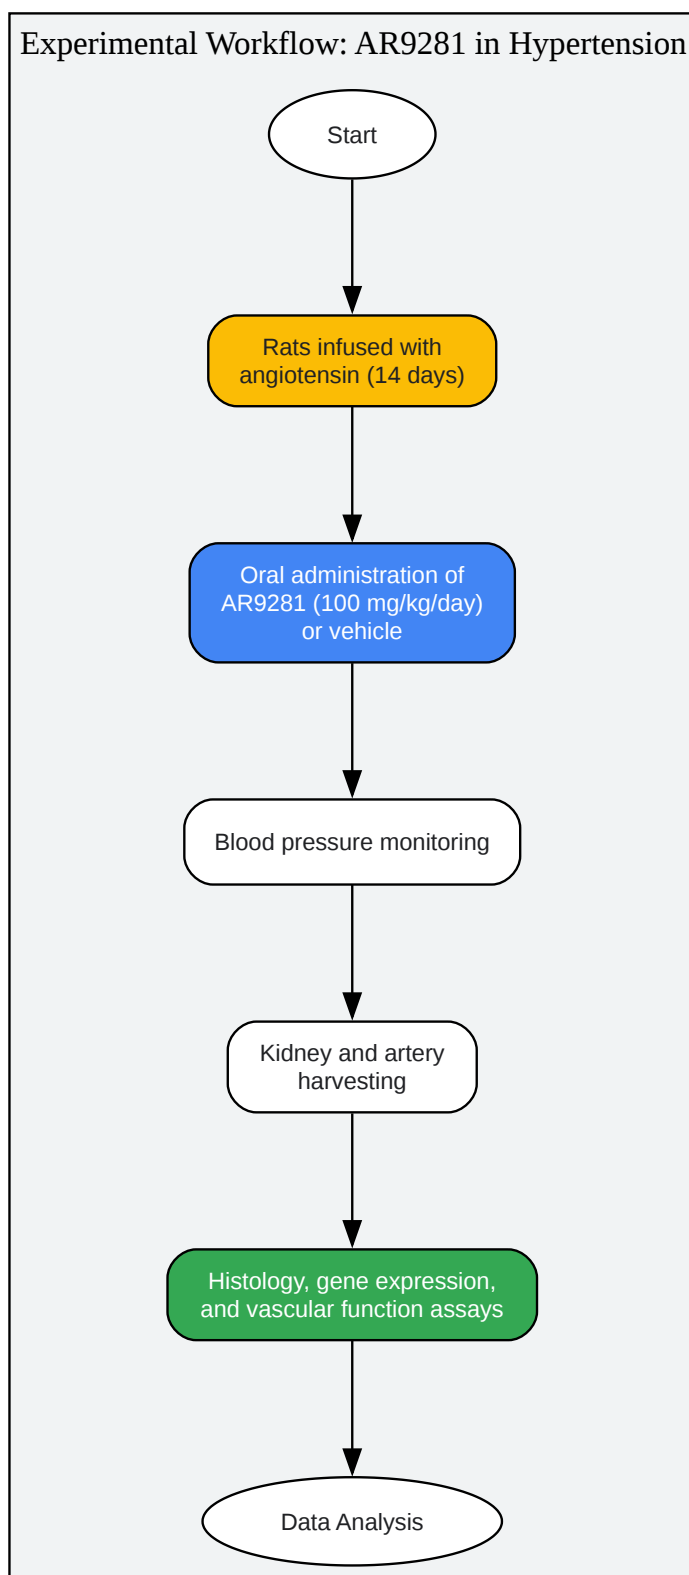 Experimental Workflow: AR9281 in Hypertension
Start
Rats infused with
angiotensin (14 days)
Oral administration of
AR9281 (100 mg/kg/day)
or vehicle
Blood pressure monitoring
Kidney and artery
harvesting
Histology, gene expression,
and vascular function assays
Data Analysis